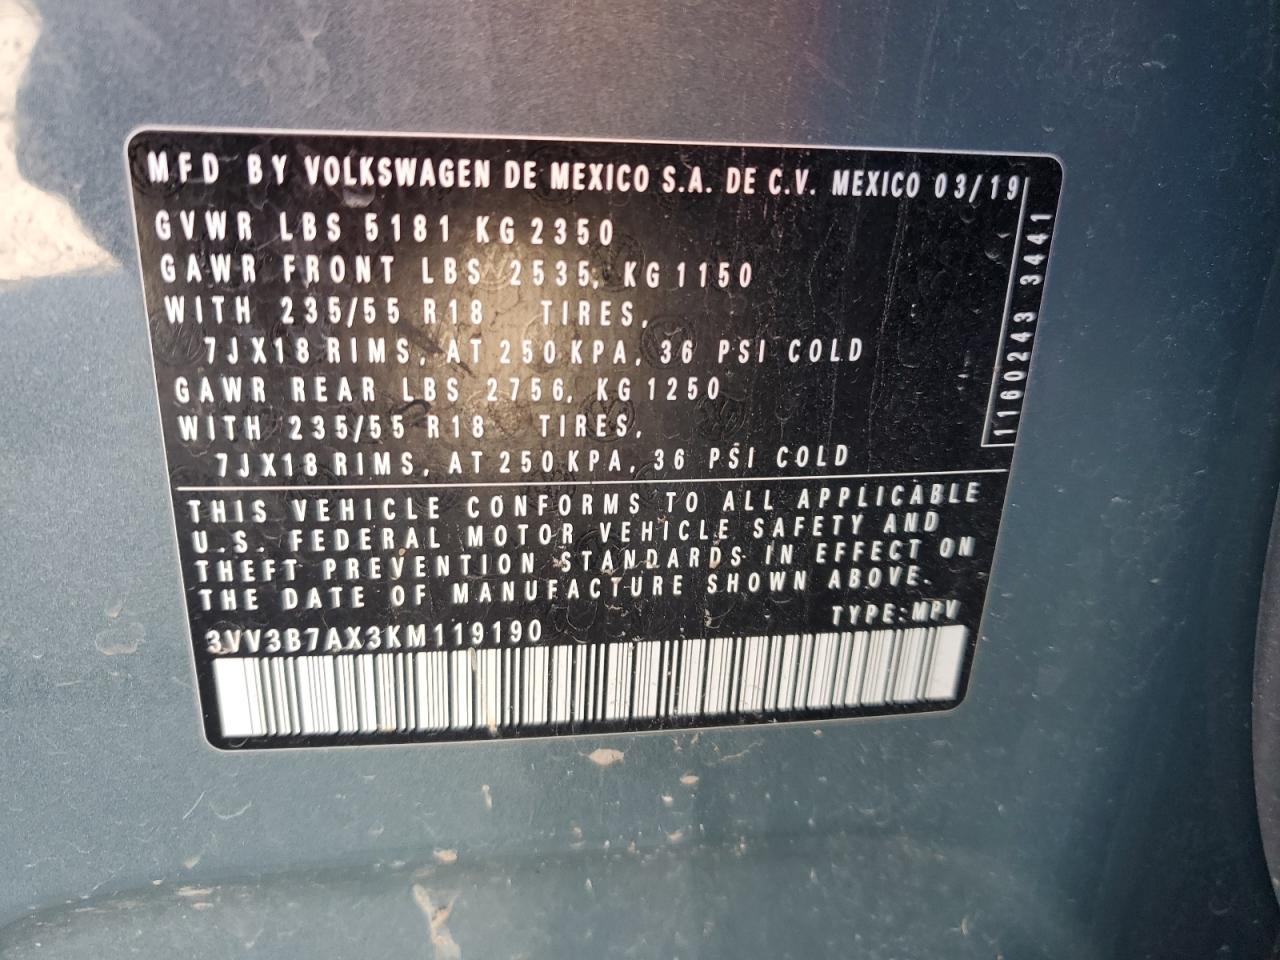 MFD BY VOLKSWAGEN DE MEXICO S.A. DE C.V. MEXICO 03/19
GVWR LBS 5181 KG 2350
GAWR FRONT LBS 2535, KG 1150
WITH 235/55 R18 TIRES,
7JX18 RIMS, AT 250 KPA, 36 PSI COLD
GAWR REAR LBS 2756, KG 1250
WITH 235/55 R18 TIRES,
7JX18 RIMS, AT 250 KPA, 36 PSI COLD
1160243 3441
THIS VEHICLE CONFORMS TO ALL APPLICABLE
U.S. FEDERAL MOTOR VEHICLE SAFETY AND
THEFT PREVENTION STANDARDS IN EFFECT ON
THE DATE OF MANUFACTURE SHOWN ABOVE.
TYPE: MPV
3VV3B7AX3KM119190